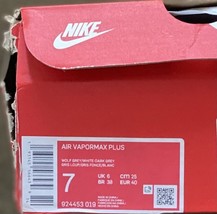 NIKE
AIR VAPORMAX PLUS
WOLF GREY/WHITE-DARK GREY
7
UK 6
CM 25
BR 38
EUR 40
924453 019